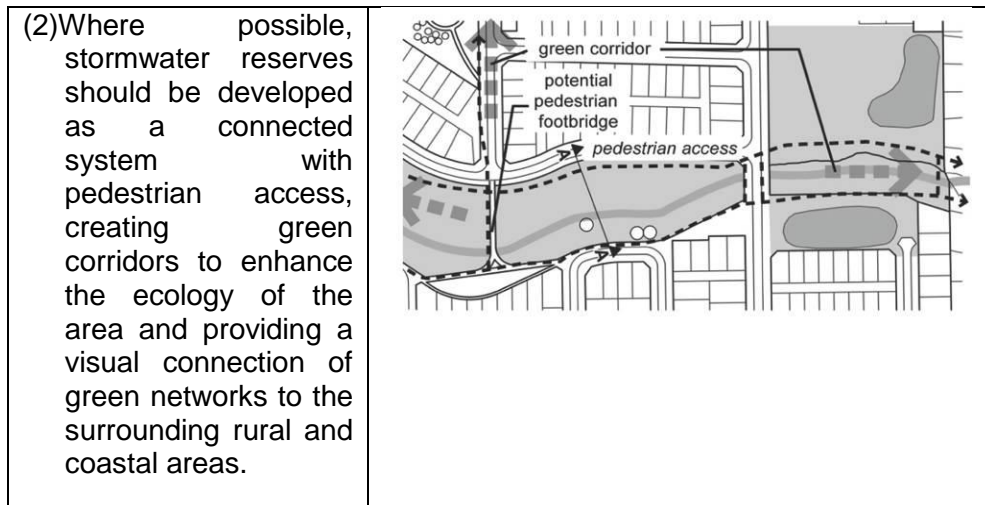 (2)Where possible,
stormwater reserves
should be developed
as a connected
system with
pedestrian access,
creating green
corridors to enhance
the ecology of the
area and providing a
visual connection of
green networks to the
surrounding rural and
coastal areas.
green corridor
potential
pedestrian
footbridge
pedestrian access
A
A